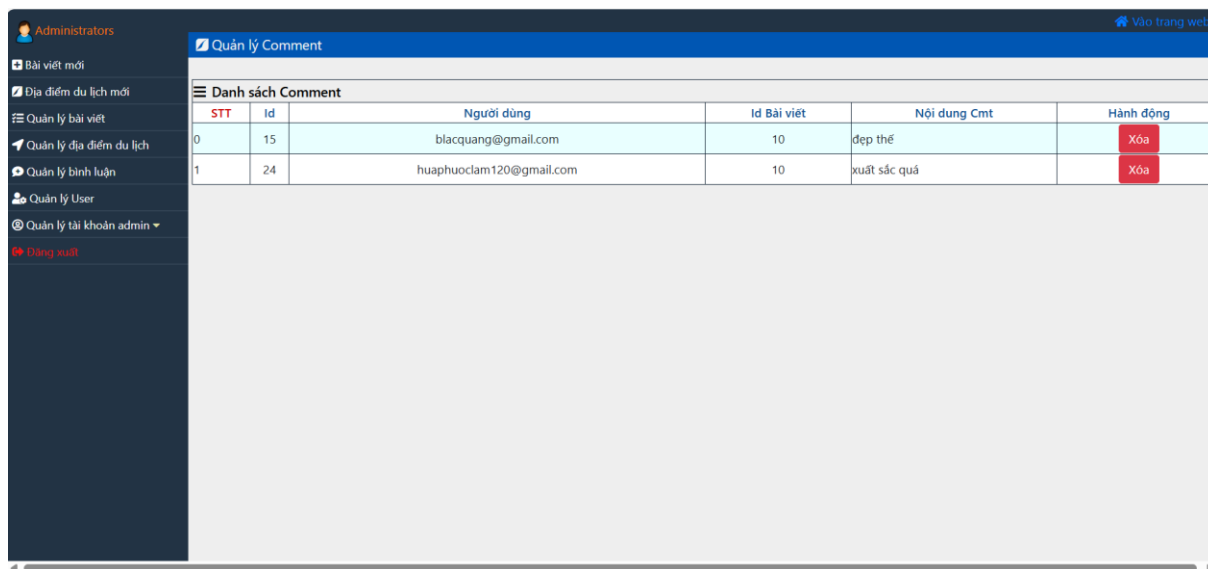 Administrators
Vào trang web
Quản lý Comment
Bài viết mới
Địa điểm du lịch mới
Quản lý bài viết
Quản lý địa điểm du lịch
Quản lý bình luận
Quản lý User
Quản lý tài khoản admin
Đăng xuất
Danh sách Comment
STT Id Người dùng Id Bài viết Nội dung Cmt Hành động
0 15 blacquang@gmail.com 10 đẹp thế Xóa
1 24 huaphuoclam120@gmail.com 10 xuất sắc quá Xóa